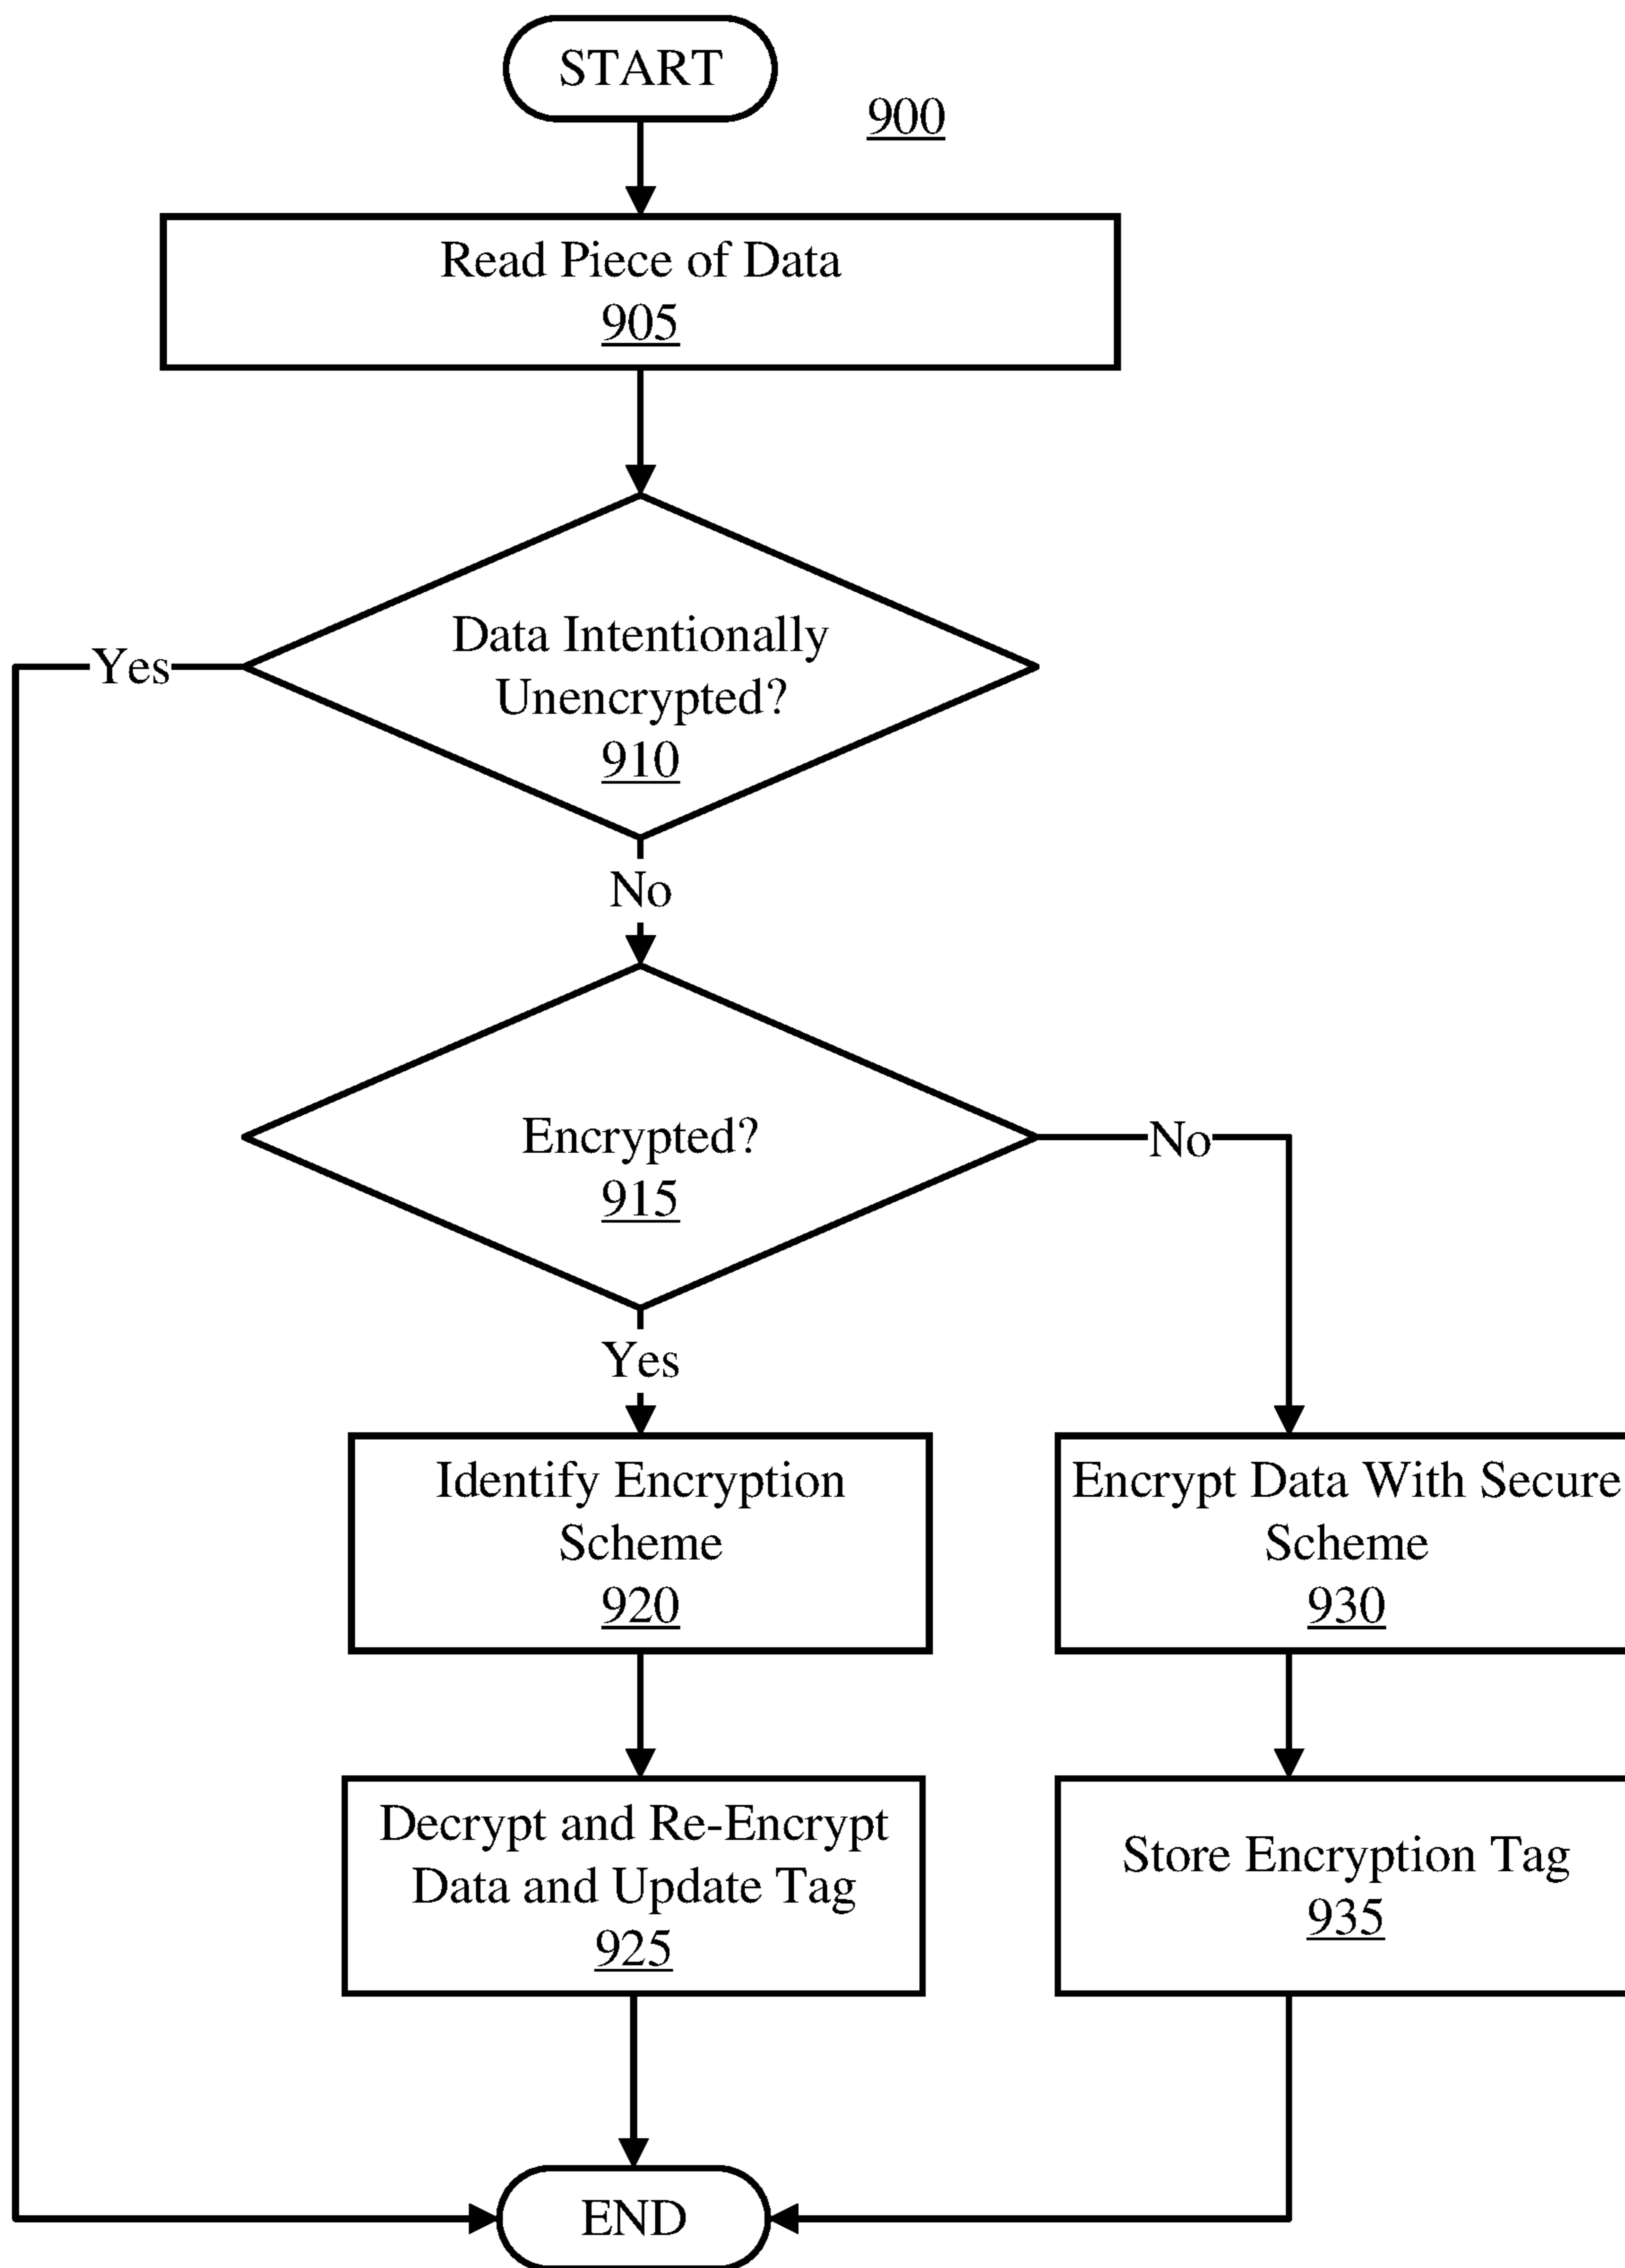 START
900
Read Piece of Data
905
Data Intentionally
Unencrypted?
910
Yes
No
Encrypted?
915
No
Yes
Identify Encryption
Scheme
920
Encrypt Data With Secure
Scheme
930
Decrypt and Re-Encrypt
Data and Update Tag
925
Store Encryption Tag
935
END